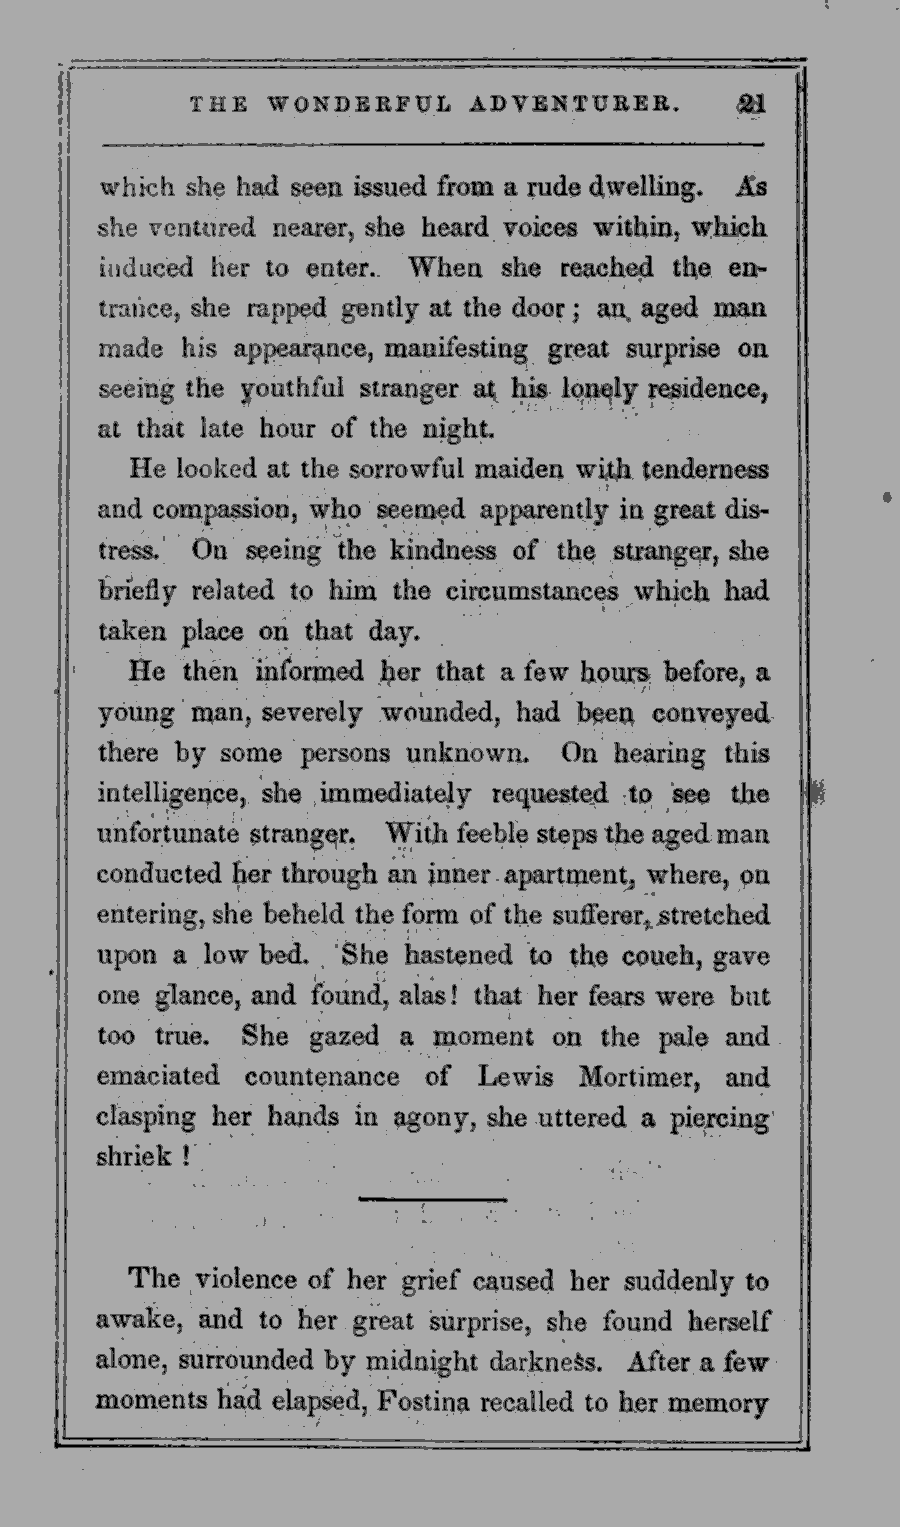 THE WONDERFUL ADVENTURER. 21
which she had seen issued from a rude dwelling. As
she ventured nearer, she heard voices within, which
induced her to enter. When she reached the en-
trance, she rapped gently at the door; an aged man
made his appearance, manifesting great surprise on
seeing the youthful stranger at his lonely residence,
at that late hour of the night.
He looked at the sorrowful maiden with tenderness
and compassion, who seemed apparently in great dis-
tress. On seeing the kindness of the stranger, she
briefly related to him the circumstances which had
taken place on that day.
He then informed her that a few hours before, a
young man, severely wounded, had been conveyed
there by some persons unknown. On hearing this
intelligence, she immediately requested to see the
unfortunate stranger. With feeble steps the aged man
conducted her through an inner apartment, where, on
entering, she beheld the form of the sufferer, stretched
upon a low bed. She hastened to the couch, gave
one glance, and found, alas! that her fears were but
too true. She gazed a moment on the pale and
emaciated countenance of Lewis Mortimer, and
clasping her hands in agony, she uttered a piercing
shriek!
The violence of her grief caused her suddenly to
awake, and to her great surprise, she found herself
alone, surrounded by midnight darkness. After a few
moments had elapsed, Fostina recalled to her memory